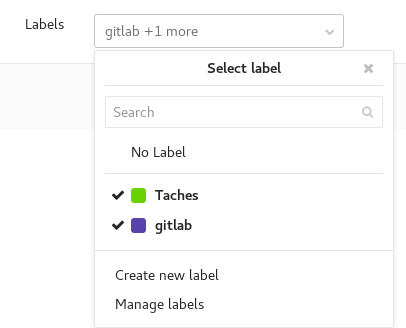 Labels
gitlab +1 more
Select label
Search
No Label
Taches
gitlab
Create new label
Manage labels